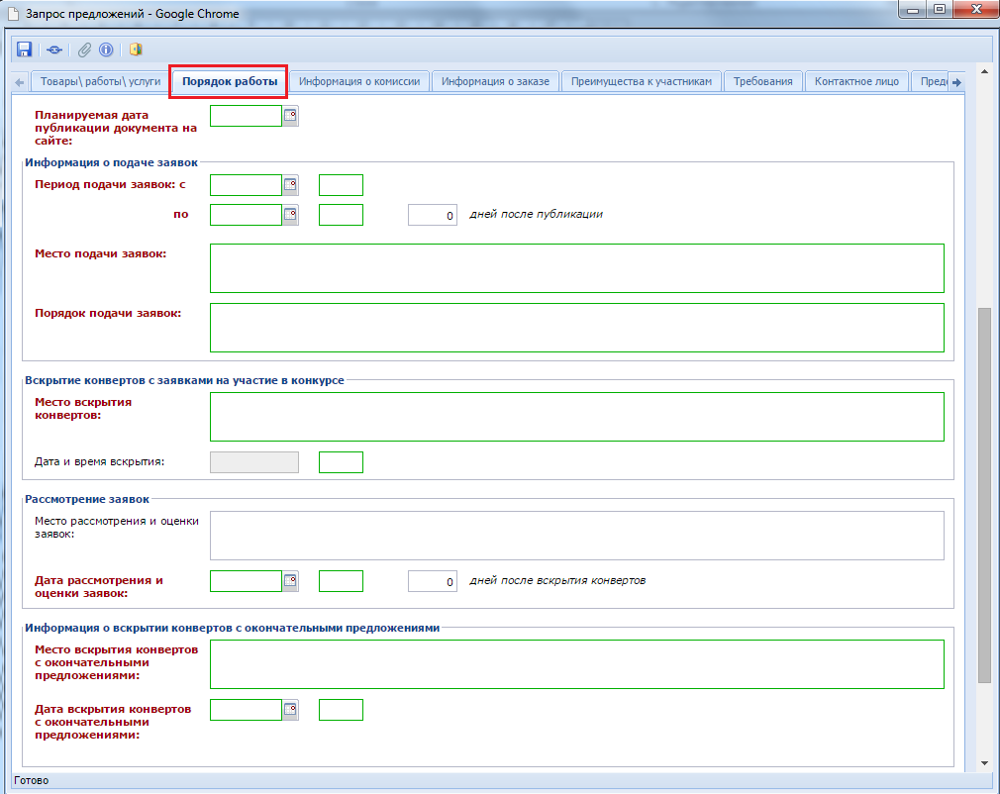 Запрос предложений - Google Chrome
Товары\ работы\ услуги
Порядок работы
Информация о комиссии
Информация о заказе
Преимущества к участникам
Требования
Контактное лицо
Планируемая дата
публикации документа на
сайте:
Информация о подаче заявок
Период подачи заявок: с
по
0 дней после публикации
Место подачи заявок:
Порядок подачи заявок:
Вскрытие конвертов с заявками на участие в конкурсе
Место вскрытия
конвертов:
Дата и время вскрытия:
Рассмотрение заявок
Место рассмотрения и оценки
заявок:
Дата рассмотрения и
оценки заявок:
0 дней после вскрытия конвертов
Информация о вскрытии конвертов с окончательными предложениями
Место вскрытия конвертов
с окончательными
предложениями:
Дата вскрытия конвертов
с окончательными
предложениями:
Готово